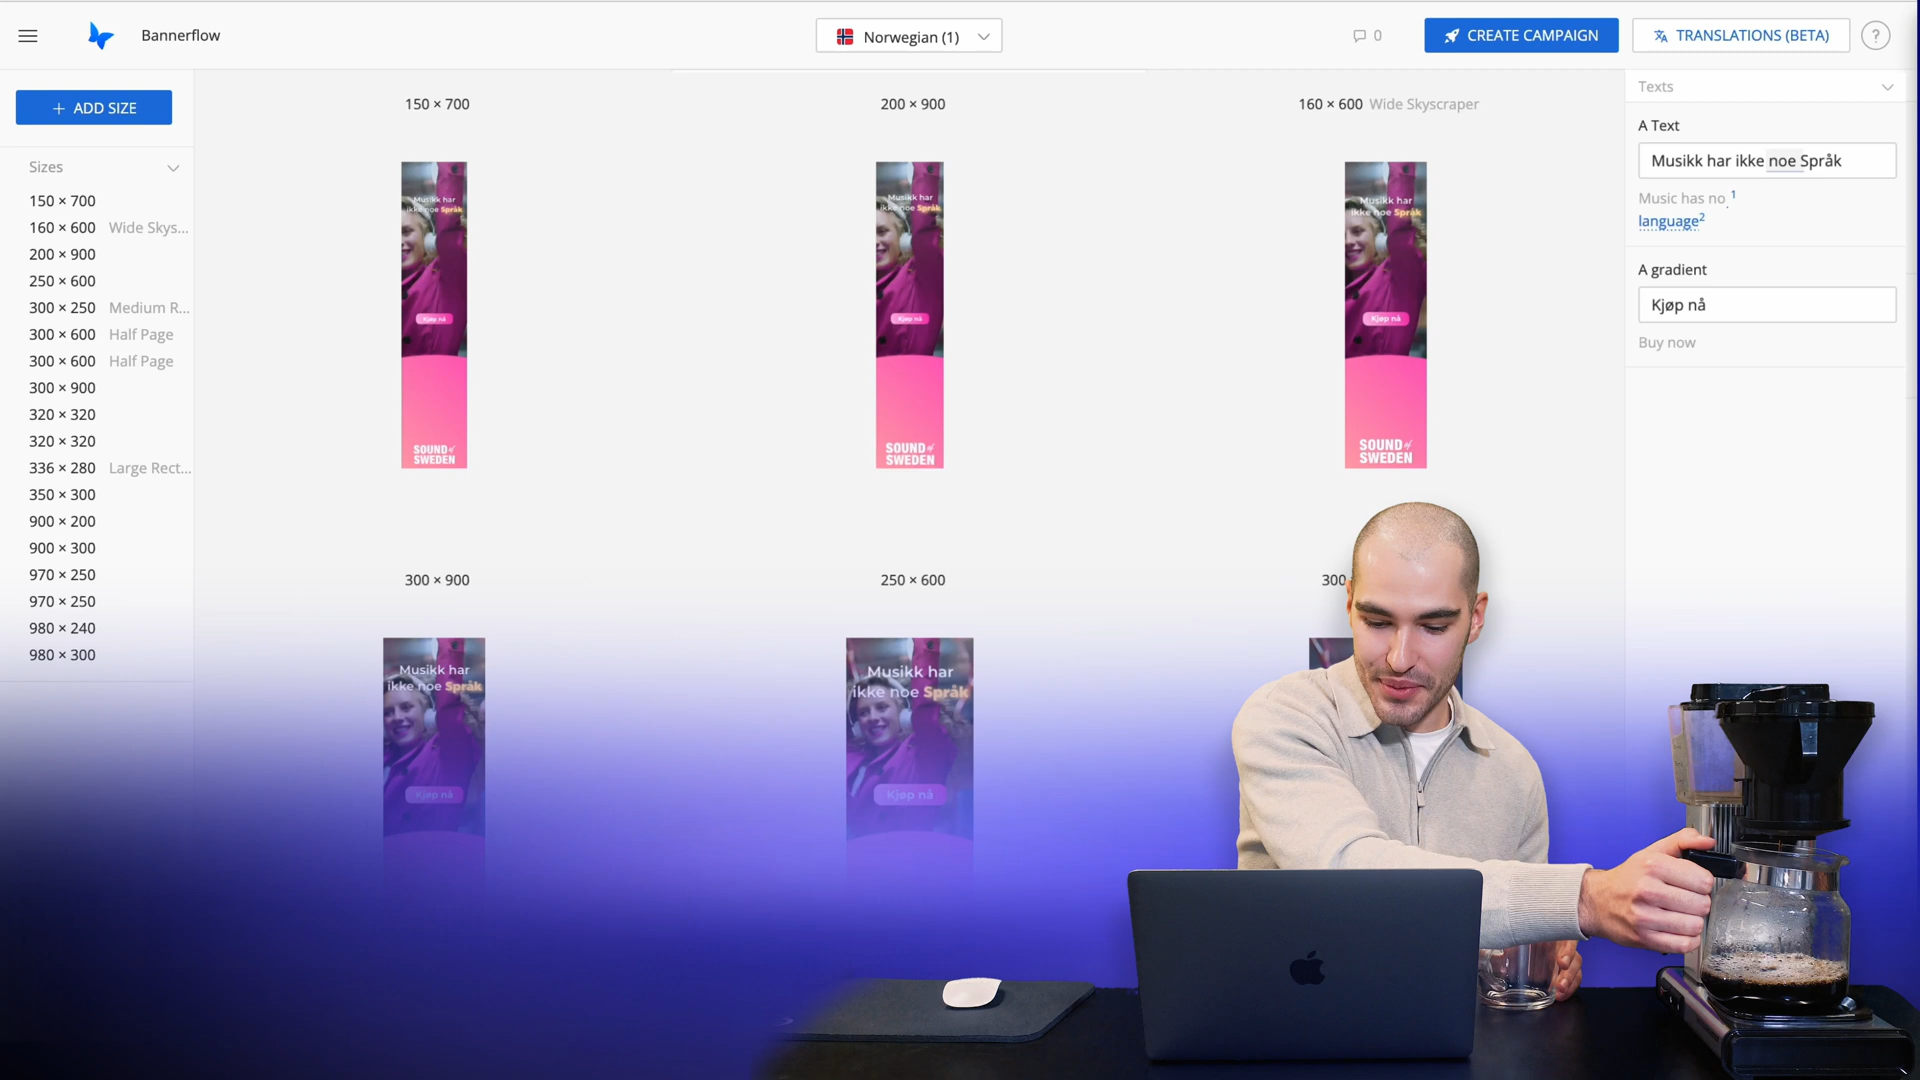 Bannerflow
Norwegian (1)
0
CREATE CAMPAIGN
TRANSLATIONS (BETA)
?
+ ADD SIZE
Sizes
150 × 700
160 × 600 Wide Skys...
200 × 900
250 × 600
300 × 250 Medium R...
300 × 600 Half Page
300 × 600 Half Page
300 × 900
320 × 320
320 × 320
336 × 280 Large Rect...
350 × 300
900 × 200
900 × 300
970 × 250
970 × 250
980 × 240
980 × 300
150 × 700
Musikk har
ikke noe Språk
Kjøp nå
SOUND of
SWEDEN
200 × 900
Musikk har
ikke noe Språk
Kjøp nå
SOUND of
SWEDEN
160 × 600 Wide Skyscraper
Musikk har
ikke noe Språk
Kjøp nå
SOUND of
SWEDEN
300 × 900
Musikk har
ikke noe Språk
Kjøp nå
250 × 600
Musikk har
ikke noe Språk
Kjøp nå
300
Texts
A Text
Musikk har ikke noe Språk
Music has no 1
language2
A gradient
Kjøp nå
Buy now